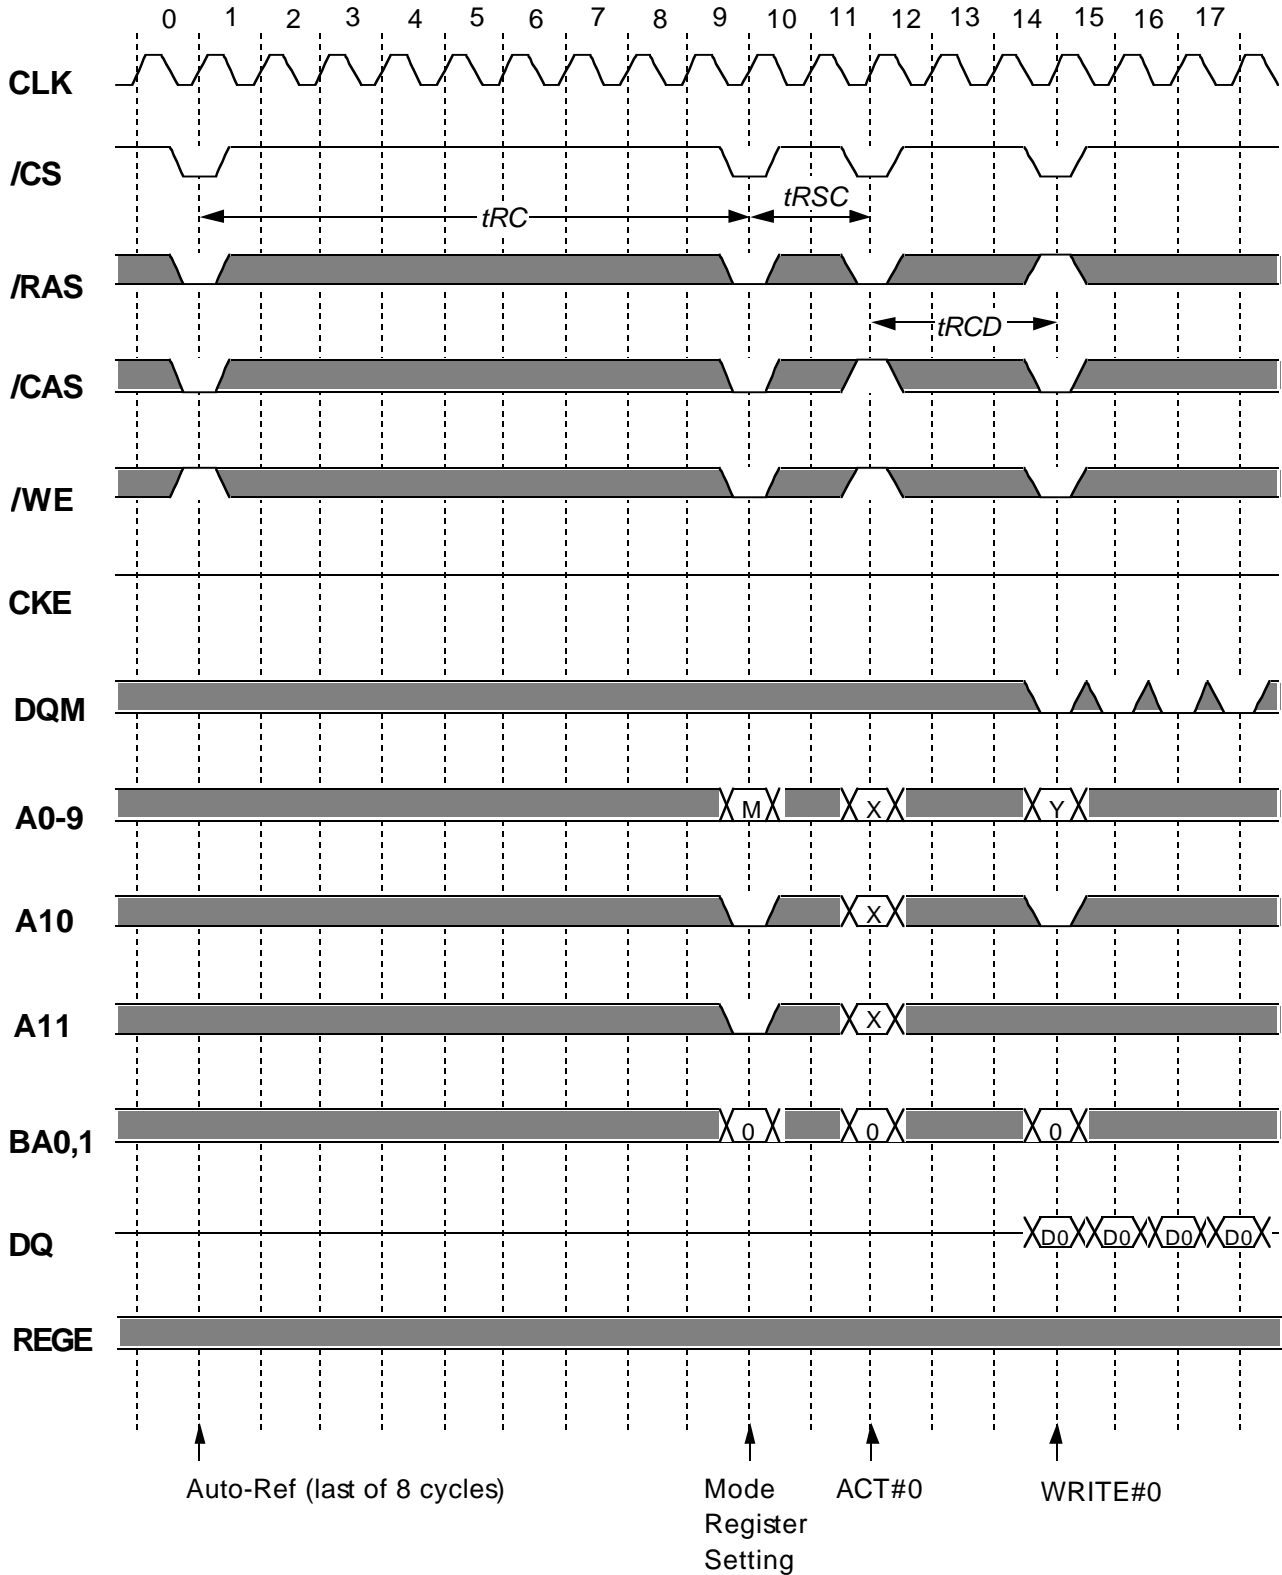 0 1 2 3 4 5 6 7 8 9 10 11 12 13 14 15 16 17
CLK
/CS
tRC
tRSC
/RAS
tRCD
/CAS
/WE
CKE
DQM
A0-9
M X Y
A10
X
A11
X
BA0,1
0 0 0
DQ
D0 D0 D0 D0
REGE
Auto-Ref (last of 8 cycles)
Mode
Register
Setting
ACT#0
WRITE#0